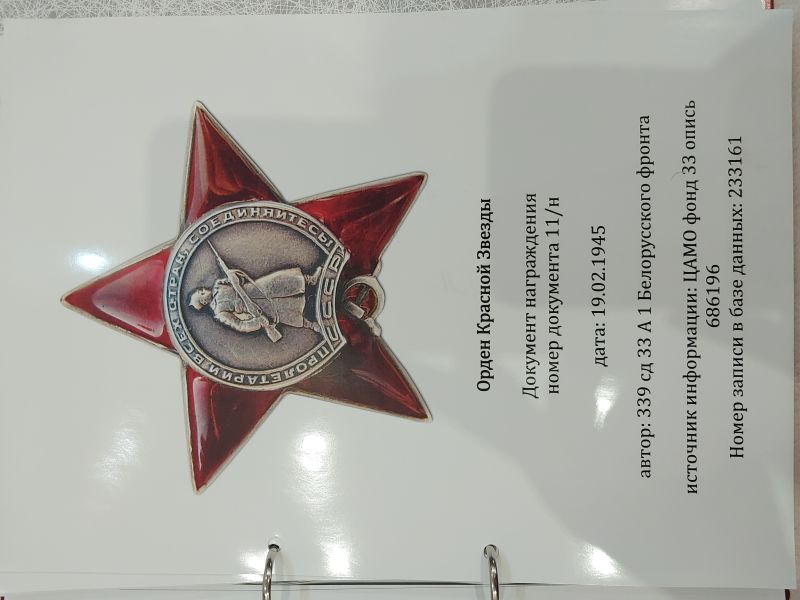 ПРОЛЕТАРИИ ВСЕХ СТРАН, СОЕДИНЯЙТЕСЬ!
СССР
Орден Красной Звезды
Документ награждения
номер документа 11/н
дата: 19.02.1945
автор: 339 сд 33 А 1 Белорусского фронта
источник информации: ЦАМО фонд 33 опись
686196
Номер записи в базе данных: 233161